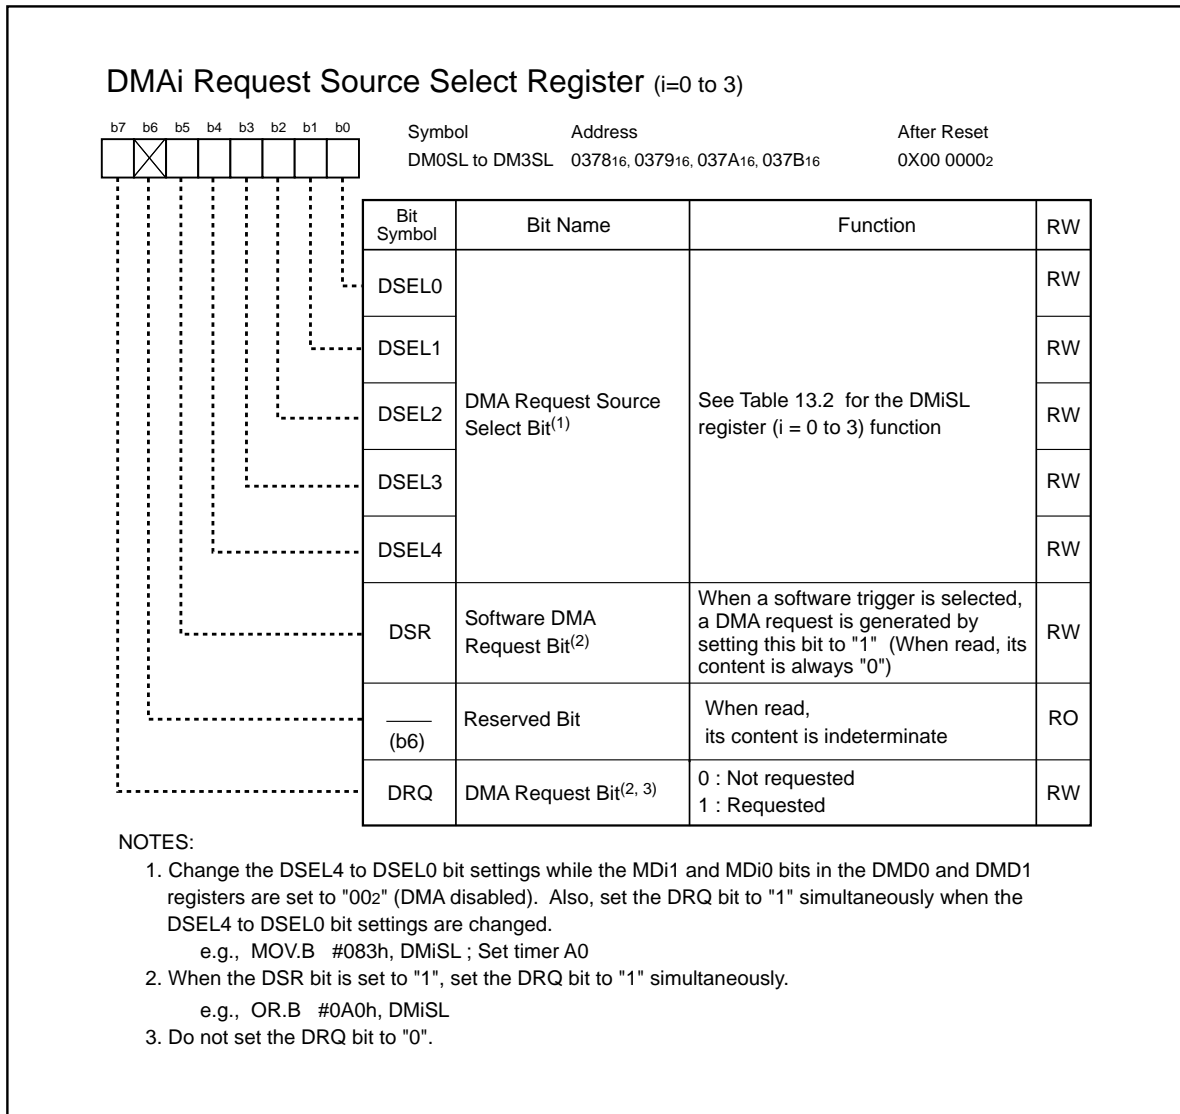 DMAi Request Source Select Register (i=0 to 3)
b7 b6 b5 b4 b3 b2 b1 b0
Symbol Address After Reset
DM0SL to DM3SL 037816, 037916, 037A16, 037B16 0X00 00002
Bit Symbol Bit Name Function RW
DSEL0 RW
DSEL1 RW
DSEL2 DMA Request Source Select Bit(1) See Table 13.2 for the DMiSL register (i = 0 to 3) function RW
DSEL3 RW
DSEL4 RW
DSR Software DMA Request Bit(2) When a software trigger is selected, a DMA request is generated by setting this bit to "1" (When read, its content is always "0") RW
(b6) Reserved Bit When read, its content is indeterminate RO
DRQ DMA Request Bit(2, 3) 0 : Not requested 1 : Requested RW
NOTES:
1. Change the DSEL4 to DSEL0 bit settings while the MDi1 and MDi0 bits in the DMD0 and DMD1
registers are set to "002" (DMA disabled). Also, set the DRQ bit to "1" simultaneously when the
DSEL4 to DSEL0 bit settings are changed.
e.g., MOV.B #083h, DMiSL ; Set timer A0
2. When the DSR bit is set to "1", set the DRQ bit to "1" simultaneously.
e.g., OR.B #0A0h, DMiSL
3. Do not set the DRQ bit to "0".